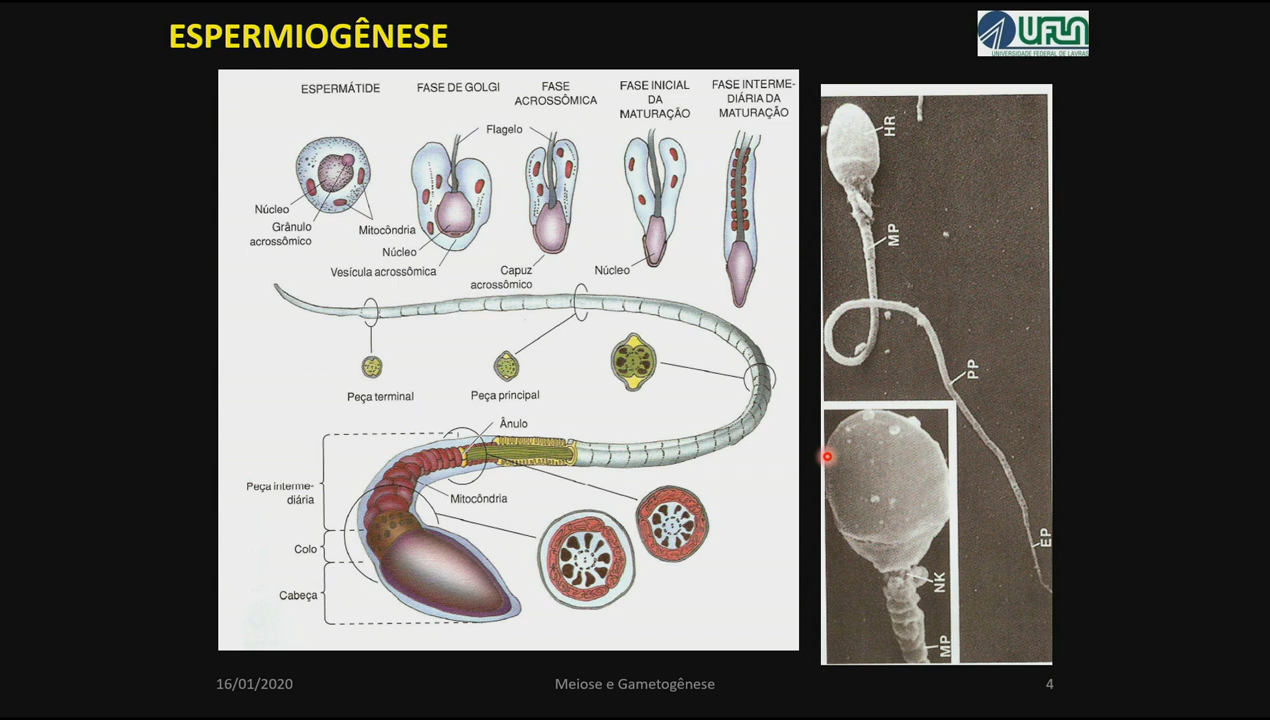 ESPERMIOGÊNESE
UFLA
UNIVERSIDADE FEDERAL DE LAVRAS
ESPERMÁTIDE
FASE DE GOLGI
FASE
ACROSSÔMICA
FASE INICIAL
DA
MATURAÇÃO
FASE INTERME-
DIÁRIA DA
MATURAÇÃO
Flagelo
Núcleo
Grânulo
acrossômico
Mitocôndria
Núcleo
Vesícula acrossômica
Capuz
acrossômico
Núcleo
Peça terminal
Peça principal
Ânulo
Peça interme-
diária
Mitocôndria
Colo
Cabeça
HR
MP
PP
EP
NK
MP
16/01/2020
Meiose e Gametogênese
4